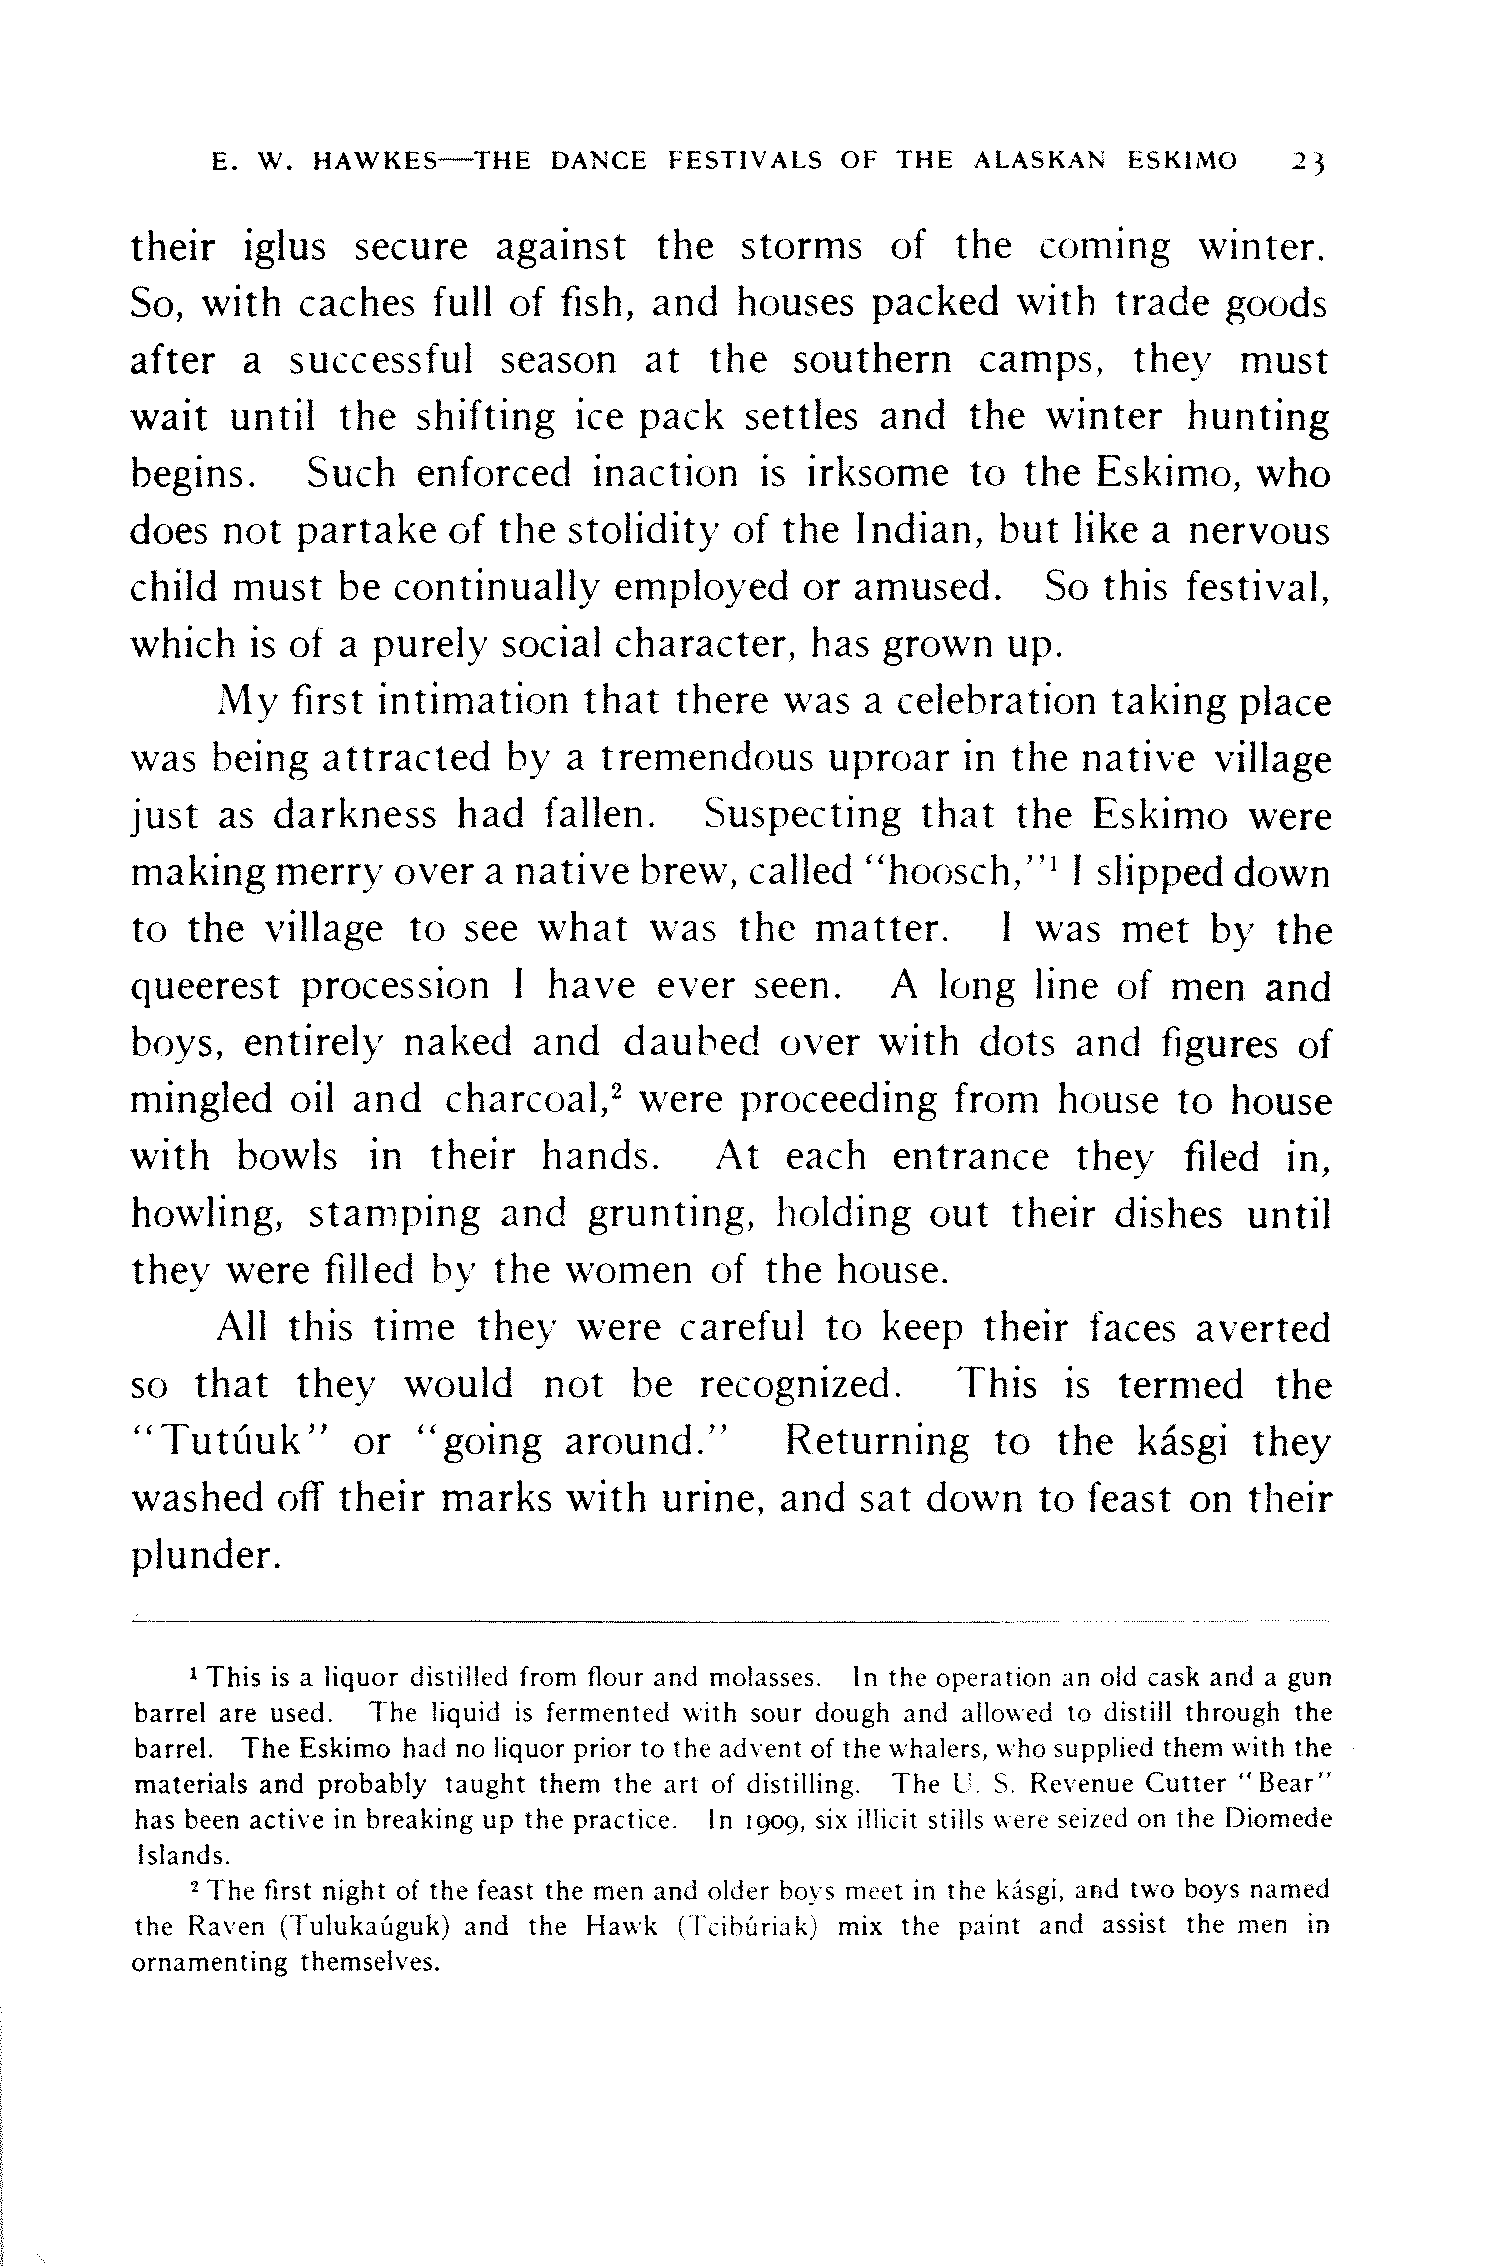 E. W. HAWKES—THE DANCE FESTIVALS OF THE ALASKAN ESKIMO 23
their iglus secure against the storms of the coming winter.
So, with caches full of fish, and houses packed with trade goods
after a successful season at the southern camps, they must
wait until the shifting ice pack settles and the winter hunting
begins. Such enforced inaction is irksome to the Eskimo, who
does not partake of the stolidity of the Indian, but like a nervous
child must be continually employed or amused. So this festival,
which is of a purely social character, has grown up.
My first intimation that there was a celebration taking place
was being attracted by a tremendous uproar in the native village
just as darkness had fallen. Suspecting that the Eskimo were
making merry over a native brew, called “hoosch,”¹ I slipped down
to the village to see what was the matter. I was met by the
queerest procession I have ever seen. A long line of men and
boys, entirely naked and daubed over with dots and figures of
mingled oil and charcoal,² were proceeding from house to house
with bowls in their hands. At each entrance they filed in,
howling, stamping and grunting, holding out their dishes until
they were filled by the women of the house.
All this time they were careful to keep their faces averted
so that they would not be recognized. This is termed the
“Tutúuk” or “going around.” Returning to the kásgi they
washed off their marks with urine, and sat down to feast on their
plunder.
¹ This is a liquor distilled from flour and molasses. In the operation an old cask and a gun
barrel are used. The liquid is fermented with sour dough and allowed to distill through the
barrel. The Eskimo had no liquor prior to the advent of the whalers, who supplied them with the
materials and probably taught them the art of distilling. The U. S. Revenue Cutter “Bear”
has been active in breaking up the practice. In 1909, six illicit stills were seized on the Diomede
Islands.
² The first night of the feast the men and older boys meet in the kásgi, and two boys named
the Raven (Tulukaúguk) and the Hawk (Tcibúriak) mix the paint and assist the men in
ornamenting themselves.